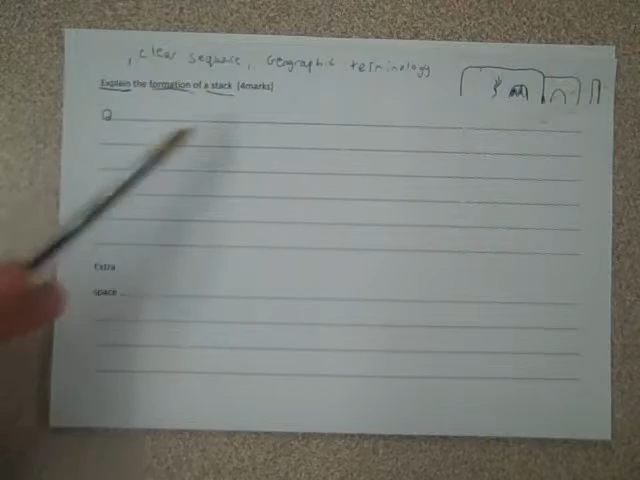 , clear sequence, Geographic terminology
Explain the formation of a stack (4marks)
Extra
space